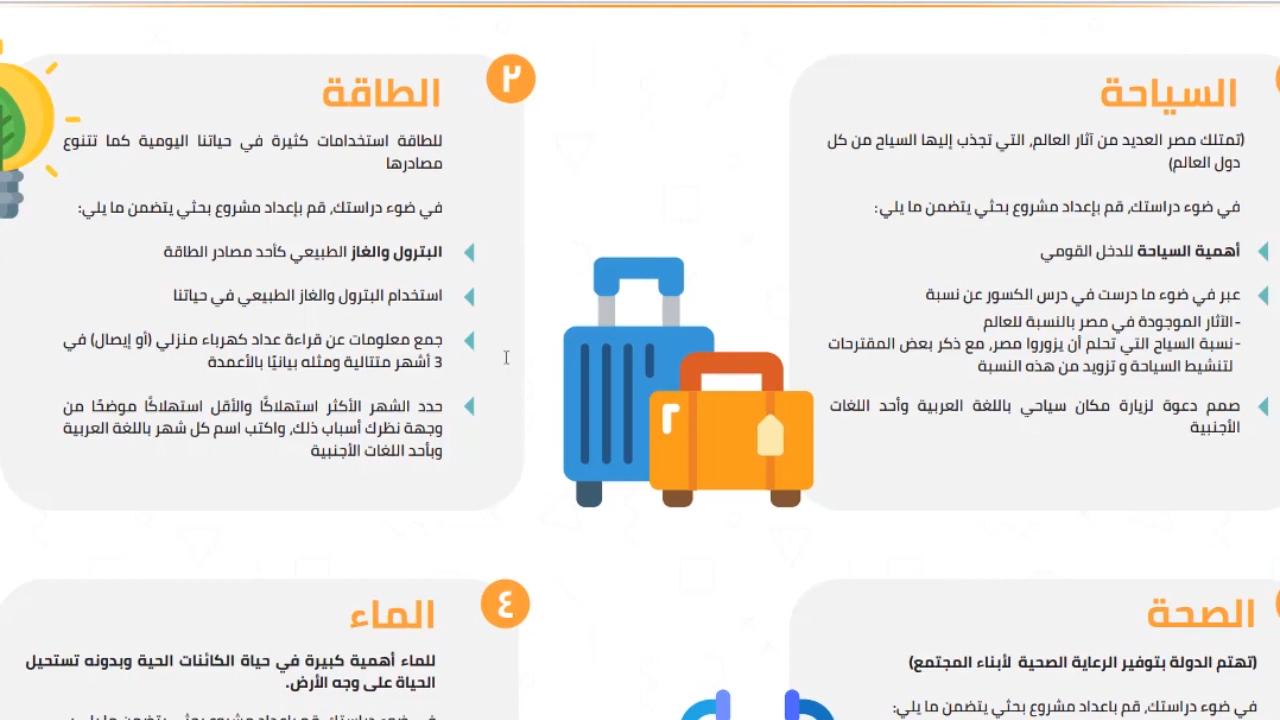 السياحة
(تمتلك مصر العديد من آثار العالم، التي تجذب إليها السياح من كل
دول العالم)
في ضوء دراستك، قم بإعداد مشروع بحثي يتضمن ما يلي:
أهمية السياحة للدخل القومي
عبر في ضوء ما درست في درس الكسور عن نسبة
-الآثار الموجودة في مصر بالنسبة للعالم
-نسبة السياح التي تحلم أن يزوروا مصر، مع ذكر بعض المقترحات
لتنشيط السياحة و تزويد من هذه النسبة
صمم دعوة لزيارة مكان سياحي باللغة العربية وأحد اللغات
الأجنبية
٢
الطاقة
للطاقة استخدامات كثيرة في حياتنا اليومية كما تتنوع
مصادرها
في ضوء دراستك، قم بإعداد مشروع بحثي يتضمن ما يلي:
البترول والغاز الطبيعي كأحد مصادر الطاقة
استخدام البترول والغاز الطبيعي في حياتنا
جمع معلومات عن قراءة عداد كهرباء منزلي (أو إيصال) في
3 أشهر متتالية ومثله بيانيًا بالأعمدة
حدد الشهر الأكثر استهلاكًا والأقل استهلاكًا موضحًا من
وجهة نظرك أسباب ذلك، واكتب اسم كل شهر باللغة العربية
وبأحد اللغات الأجنبية
الصحة
(تهتم الدولة بتوفير الرعاية الصحية لأبناء المجتمع)
في ضوء دراستك، قم باعداد مشروع بحثي يتضمن ما يلي:
٤
الماء
للماء أهمية كبيرة في حياة الكائنات الحية وبدونه تستحيل
الحياة على وجه الأرض.